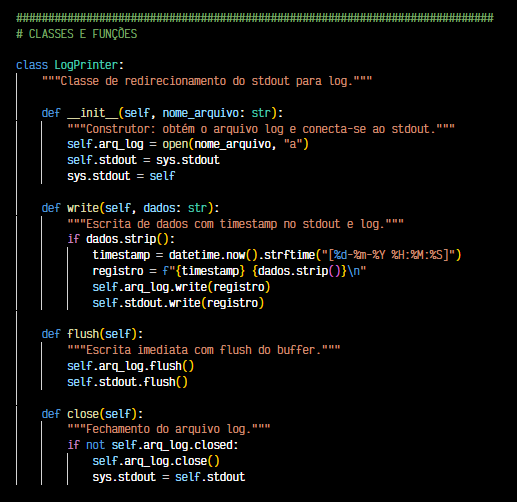 ###########################################################################
# CLASSES E FUNÇÕES
class LogPrinter:
    """Classe de redirecionamento do stdout para log."""
    def __init__(self, nome_arquivo: str):
        """Construtor: obtém o arquivo log e conecta-se ao stdout."""
        self.arq_log = open(nome_arquivo, "a")
        self.stdout = sys.stdout
        sys.stdout = self
    def write(self, dados: str):
        """Escrita de dados com timestamp no stdout e log."""
        if dados.strip():
            timestamp = datetime.now().strftime("[%d-%m-%Y %H:%M:%S]")
            registro = f"{timestamp} {dados.strip()}\n"
            self.arq_log.write(registro)
            self.stdout.write(registro)
    def flush(self):
        """Escrita imediata com flush do buffer."""
        self.arq_log.flush()
        self.stdout.flush()
    def close(self):
        """Fechamento do arquivo log."""
        if not self.arq_log.closed:
            self.arq_log.close()
            sys.stdout = self.stdout